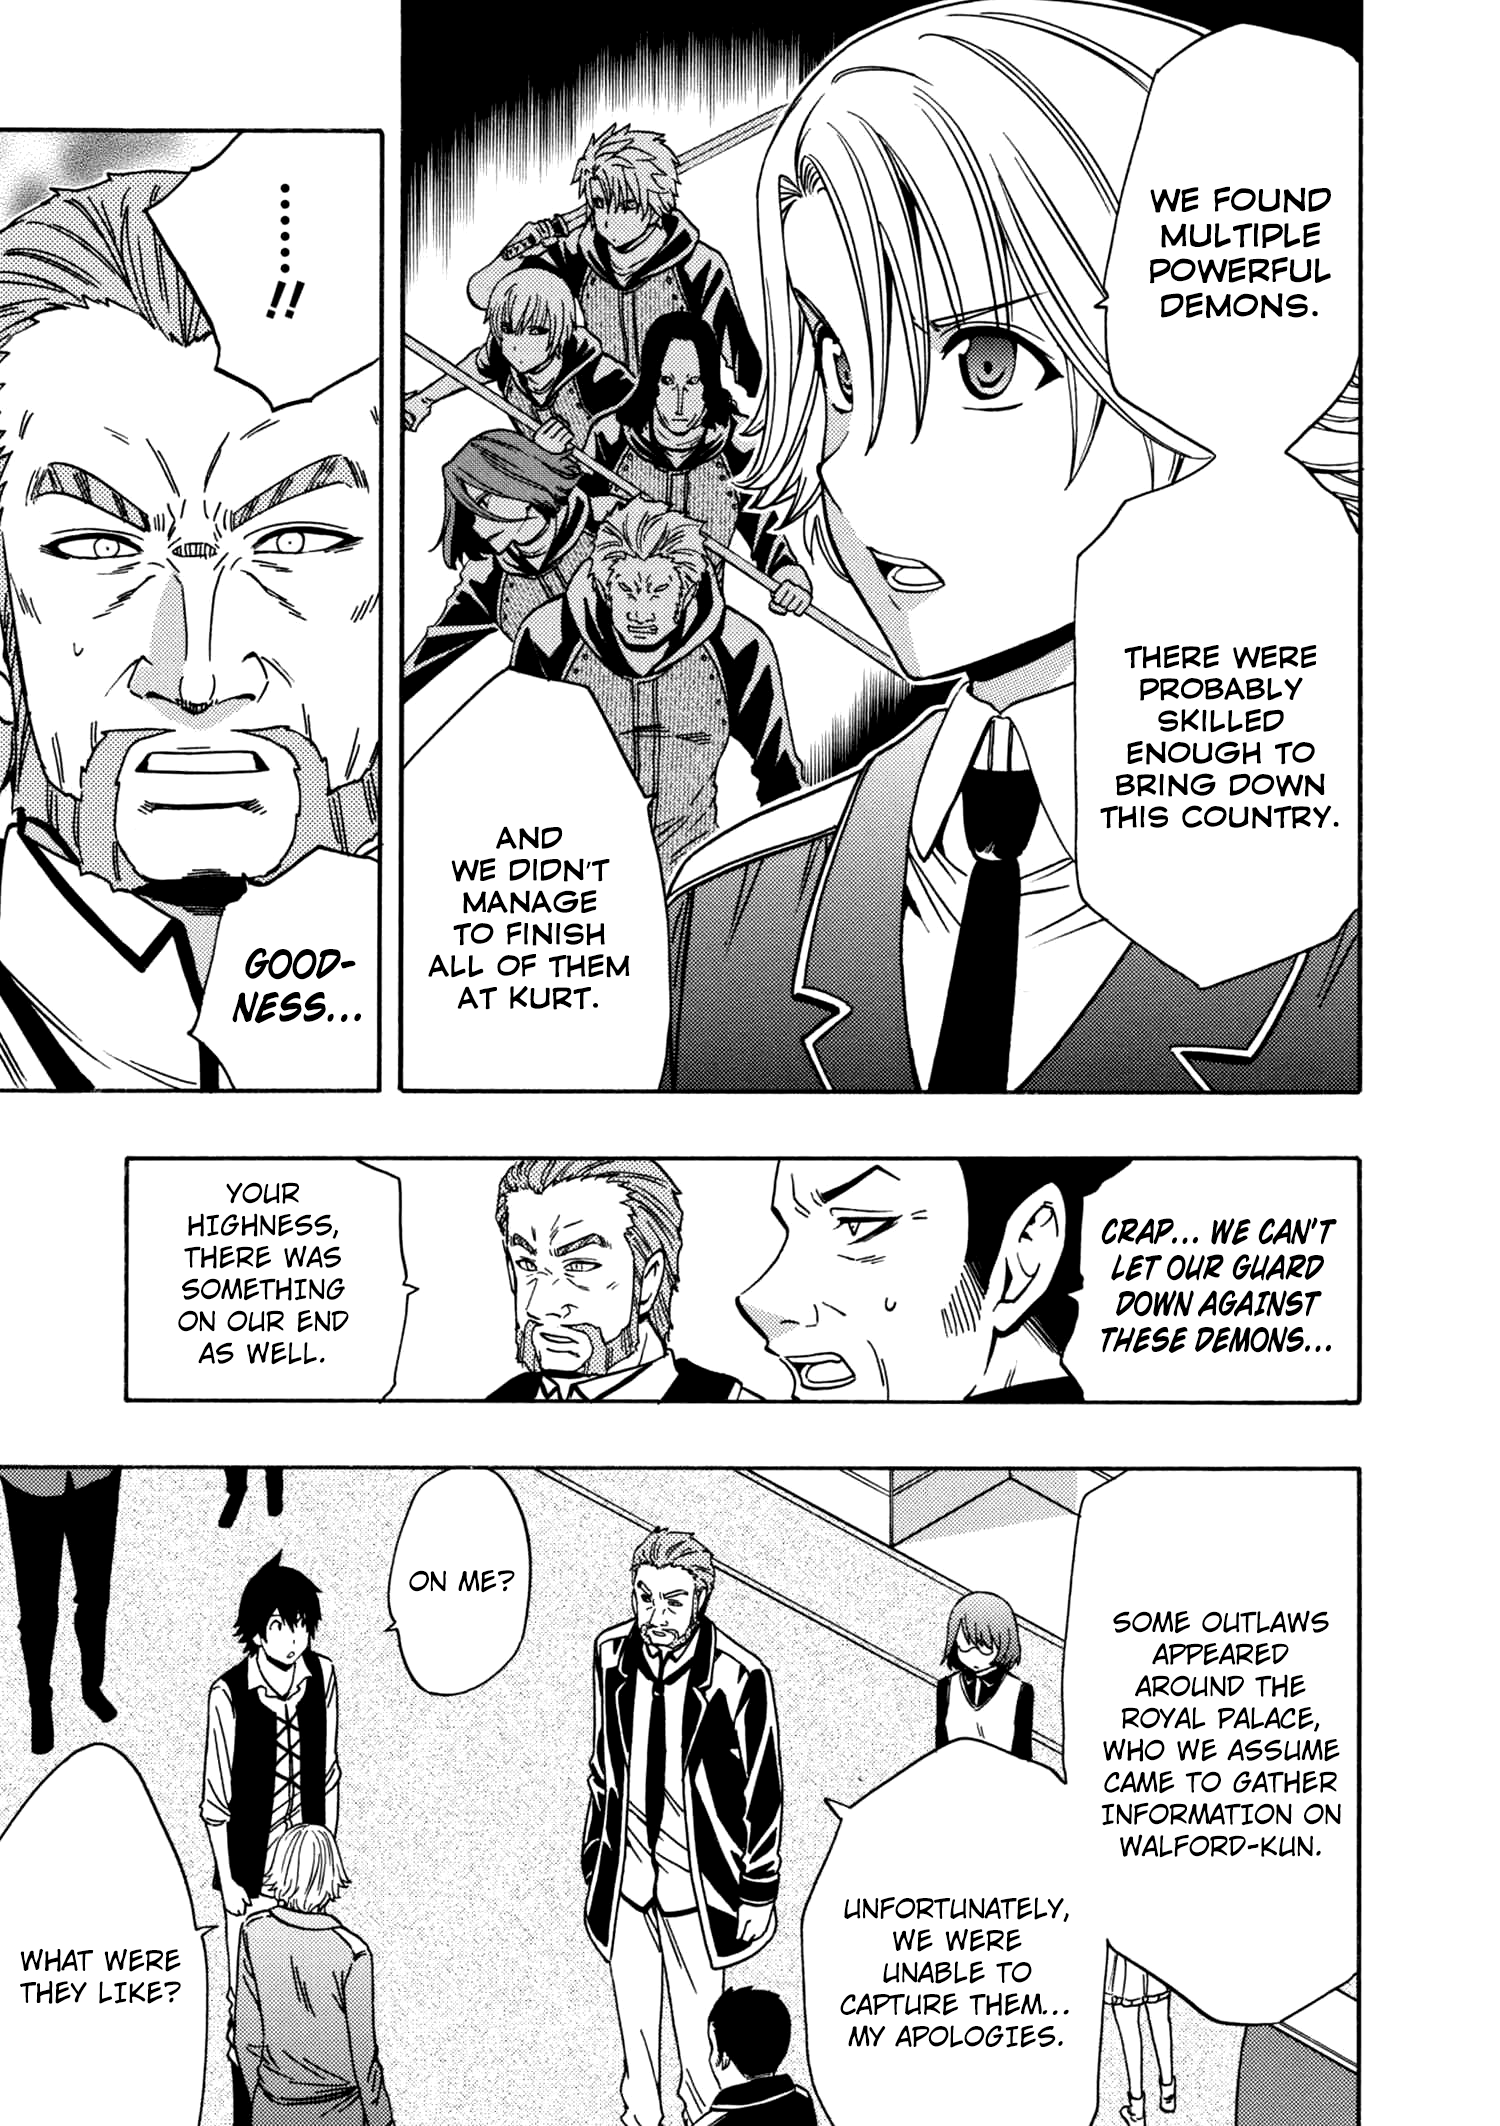 WE FOUND
MULTIPLE
POWERFUL
DEMONS.
THERE WERE
PROBABLY
SKILLED
ENOUGH TO
BRING DOWN
THIS COUNTRY.
AND
WE DIDN'T
MANAGE
TO FINISH
ALL OF THEM
AT KURT.
......!!
GOOD-
NESS...
CRAP... WE CAN'T
LET OUR GUARD
DOWN AGAINST
THESE DEMONS...
YOUR
HIGHNESS,
THERE WAS
SOMETHING
ON OUR END
AS WELL.
SOME OUTLAWS
APPEARED
AROUND THE
ROYAL PALACE,
WHO WE ASSUME
CAME TO GATHER
INFORMATION ON
WALFORD-KUN.
UNFORTUNATELY,
WE WERE
UNABLE TO
CAPTURE THEM...
MY APOLOGIES.
ON ME?
WHAT WERE
THEY LIKE?